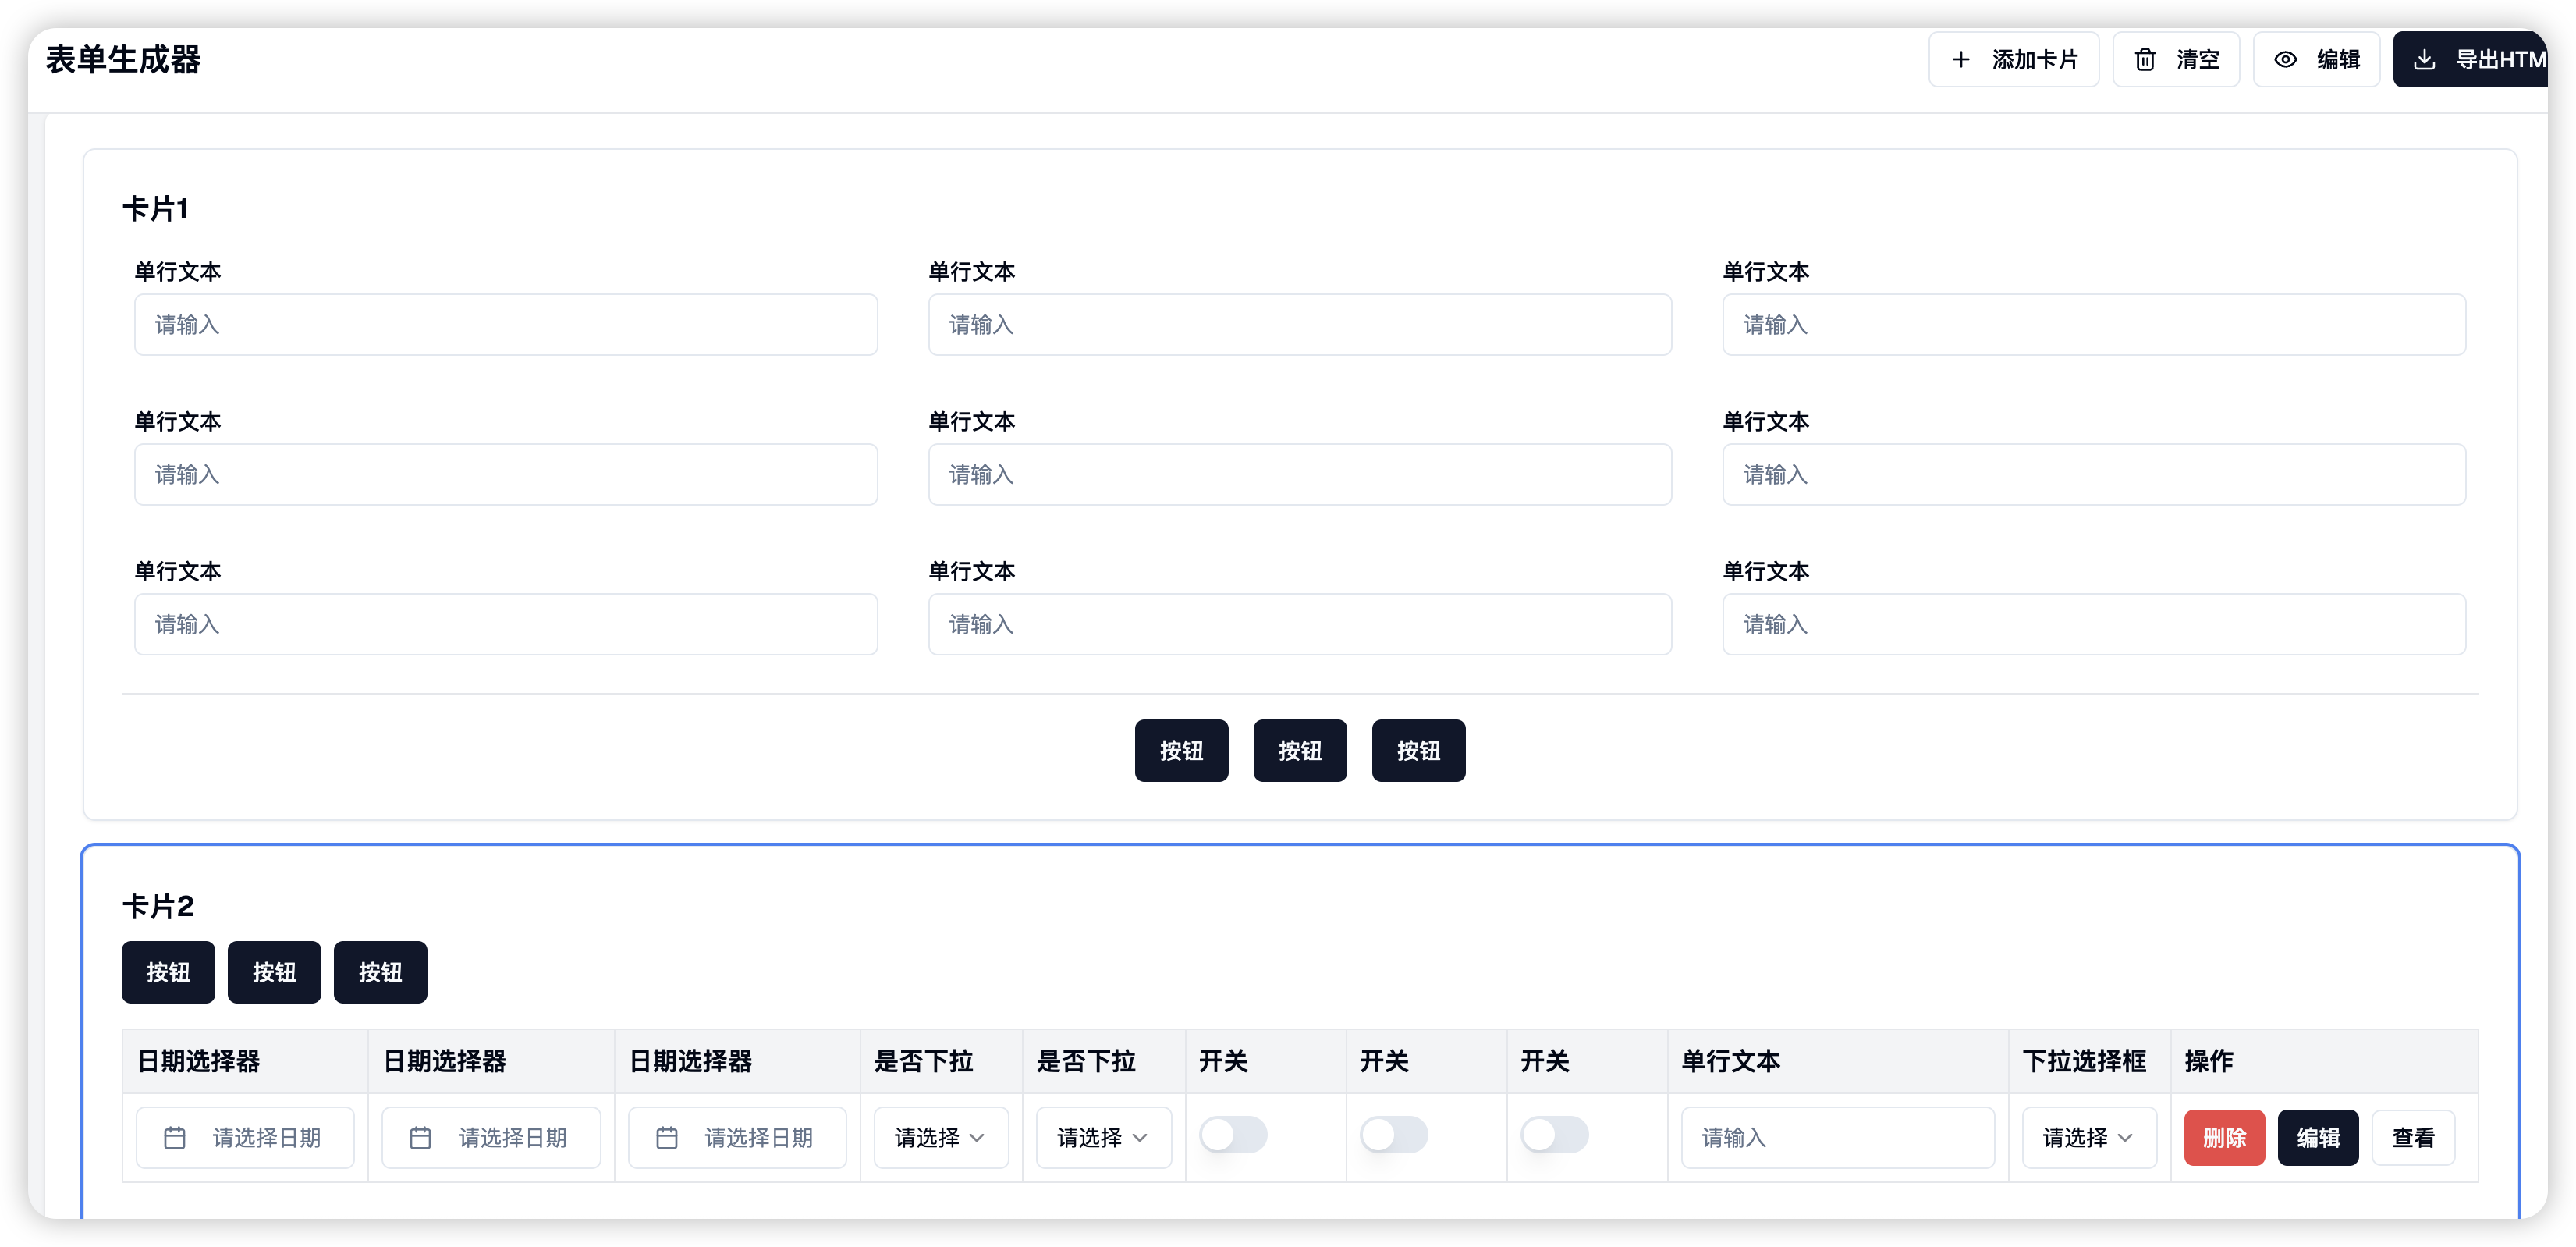 表单生成器 添加卡片 清空 编辑 导出HTM
卡片1
单行文本 单行文本 单行文本
请输入 请输入 请输入
单行文本 单行文本 单行文本
请输入 请输入 请输入
单行文本 单行文本 单行文本
请输入 请输入 请输入
按钮 按钮 按钮
卡片2
按钮 按钮 按钮
日期选择器 日期选择器 日期选择器 是否下拉 是否下拉 开关 开关 开关 单行文本 下拉选择框 操作
请选择日期 请选择日期 请选择日期 请选择 请选择 请输入 请选择 删除 编辑 查看